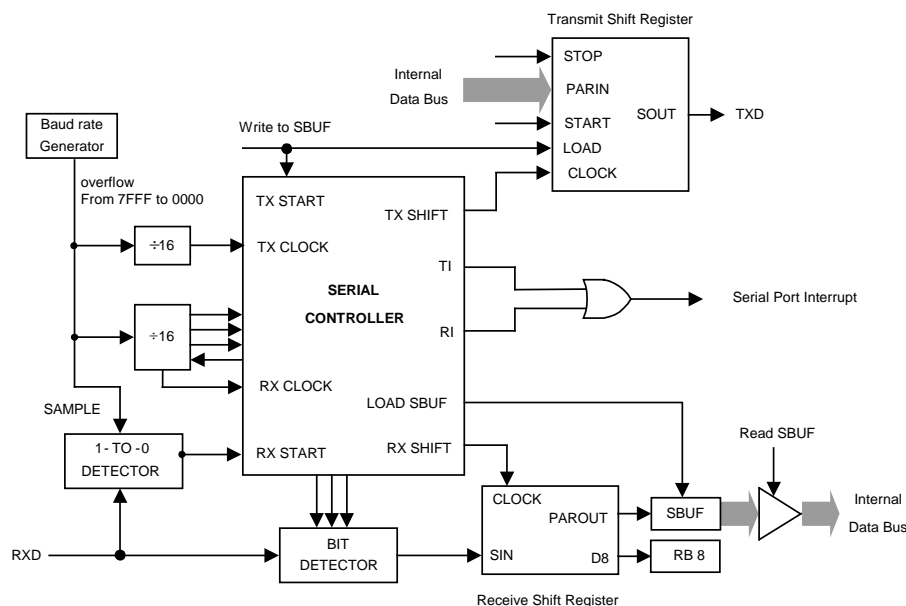 Transmit Shift Register
STOP
Internal
Data Bus
PARIN
START
SOUT
TXD
LOAD
CLOCK
Baud rate
Generator
Write to SBUF
overflow
From 7FFF to 0000
TX START
TX SHIFT
÷16
TX CLOCK
TI
SERIAL
CONTROLLER
Serial Port Interrupt
÷16
RI
RX CLOCK
LOAD SBUF
SAMPLE
1- TO -0
DETECTOR
RX START
RX SHIFT
Read SBUF
CLOCK
PAROUT
SBUF
Internal
Data Bus
RXD
BIT
DETECTOR
SIN
D8
RB 8
Receive Shift Register